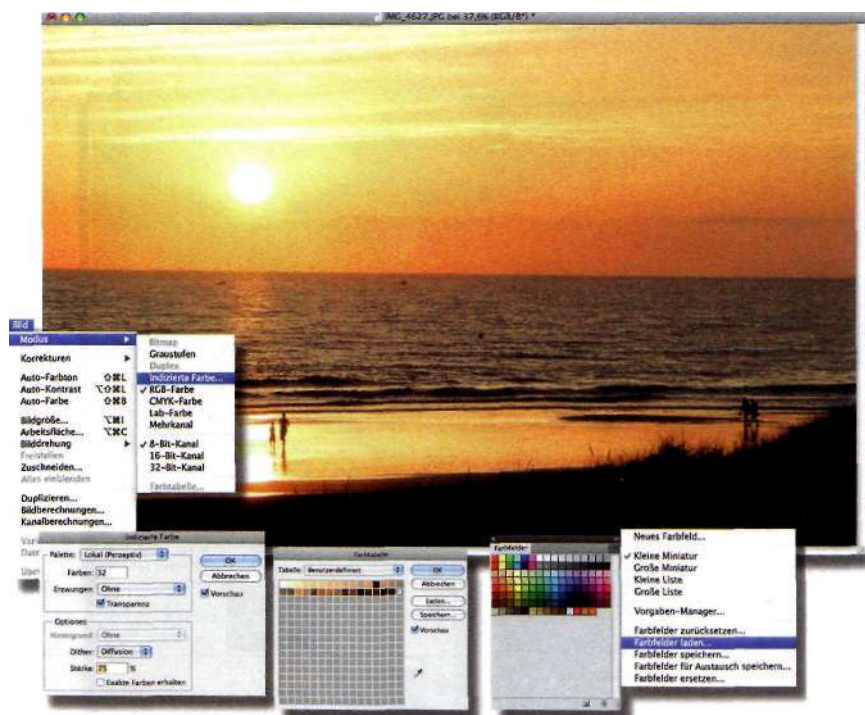 IMG_4627.JPG bei 37,6% (RGB/8*) *
Bild
Modus
Korrekturen
Auto-Farbton ⇧⌘L
Auto-Kontrast ⌥⇧⌘L
Auto-Farbe ⇧⌘B
Bildgröße... ⌥⌘I
Arbeitsfläche... ⌥⌘C
Bilddrehung
Freistellen
Zuschneiden...
Alles einblenden
Duplizieren...
Bildberechnungen...
Kanalberechnungen...
Bitmap
Graustufen
Duplex
Indizierte Farbe...
✓ RGB-Farbe
CMYK-Farbe
Lab-Farbe
Mehrkanal
✓ 8-Bit-Kanal
16-Bit-Kanal
32-Bit-Kanal
Farbtabelle...
Indizierte Farbe
Palette: Lokal (Perzeptiv)
Farben: 32
Erzwungen: Ohne
Transparenz
Optionen
Hintergrund: Ohne
Dither: Diffusion
Stärke: 75 %
Exakte Farben erhalten
OK
Abbrechen
Vorschau
Farbtabelle
Tabelle: Benutzerdefiniert
OK
Abbrechen
Laden...
Speichern...
Vorschau
Farbfelder
Neues Farbfeld...
✓ Kleine Miniatur
Große Miniatur
Kleine Liste
Große Liste
Vorgaben-Manager...
Farbfelder zurücksetzen...
Farbfelder laden...
Farbfelder speichern...
Farbfelder für Austausch speichern...
Farbfelder ersetzen...